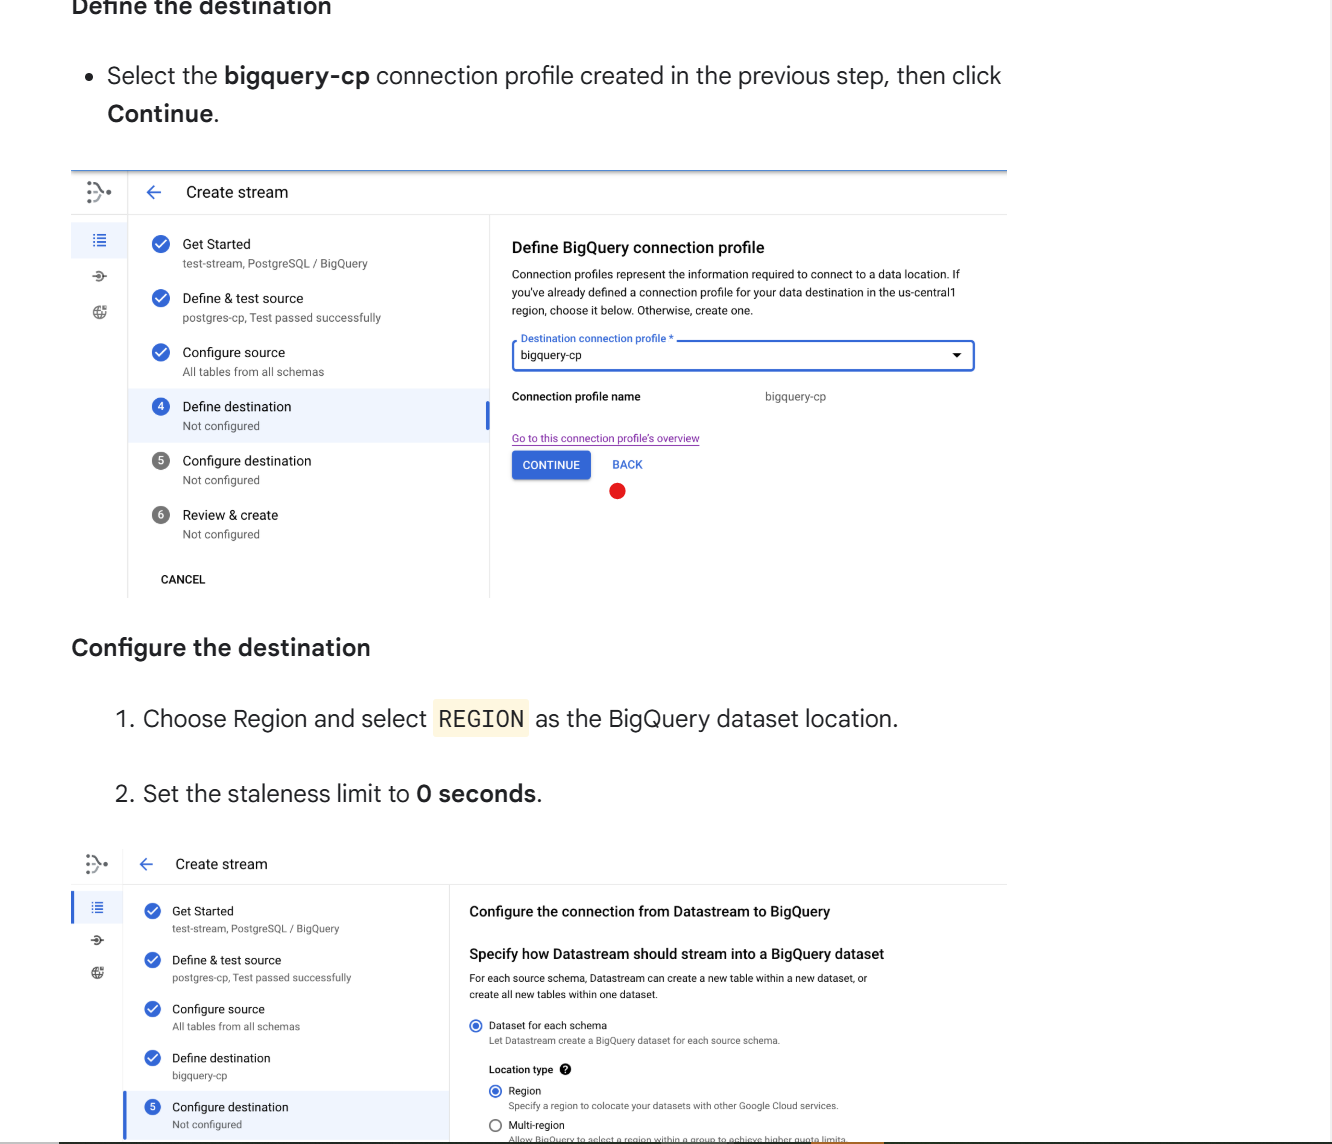 Define the destination
• Select the bigquery-cp connection profile created in the previous step, then click
Continue.
Create stream
Get Started
test-stream, PostgreSQL / BigQuery
Define & test source
postgres-cp, Test passed successfully
Configure source
All tables from all schemas
4 Define destination
Not configured
5 Configure destination
Not configured
6 Review & create
Not configured
CANCEL
Define BigQuery connection profile
Connection profiles represent the information required to connect to a data location. If
you've already defined a connection profile for your data destination in the us-central1
region, choose it below. Otherwise, create one.
Destination connection profile *
bigquery-cp
Connection profile name bigquery-cp
Go to this connection profile's overview
CONTINUE BACK
Configure the destination
1. Choose Region and select REGION as the BigQuery dataset location.
2. Set the staleness limit to 0 seconds.
Create stream
Get Started
test-stream, PostgreSQL / BigQuery
Define & test source
postgres-cp, Test passed successfully
Configure source
All tables from all schemas
Define destination
bigquery-cp
5 Configure destination
Not configured
Configure the connection from Datastream to BigQuery
Specify how Datastream should stream into a BigQuery dataset
For each source schema, Datastream can create a new table within a new dataset, or
create all new tables within one dataset.
Dataset for each schema
Let Datastream create a BigQuery dataset for each source schema.
Location type ?
Region
Specify a region to colocate your datasets with other Google Cloud services.
Multi-region
Allow BigQuery to select a region within a group to achieve higher quota limits.